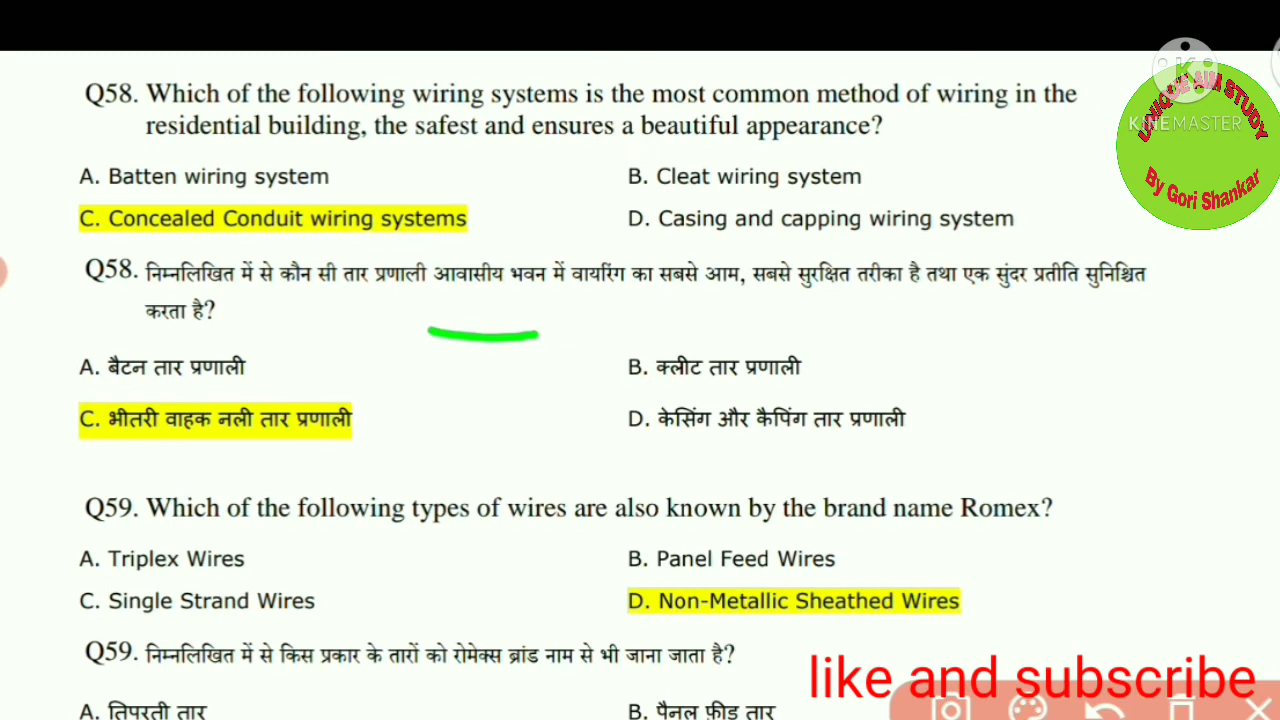 Q58. Which of the following wiring systems is the most common method of wiring in the
residential building, the safest and ensures a beautiful appearance?
A. Batten wiring system
B. Cleat wiring system
C. Concealed Conduit wiring systems
D. Casing and capping wiring system
Q58. निम्नलिखित में से कौन सी तार प्रणाली आवासीय भवन में वायरिंग का सबसे आम, सबसे सुरक्षित तरीका है तथा एक सुंदर प्रतीति सुनिश्चित
करता है?
A. बैटन तार प्रणाली
B. क्लीट तार प्रणाली
C. भीतरी वाहक नली तार प्रणाली
D. केसिंग और कैपिंग तार प्रणाली
Q59. Which of the following types of wires are also known by the brand name Romex?
A. Triplex Wires
B. Panel Feed Wires
C. Single Strand Wires
D. Non-Metallic Sheathed Wires
Q59. निम्नलिखित में से किस प्रकार के तारों को रोमेक्स ब्रांड नाम से भी जाना जाता है?
A. तिपरती तार
B. पैनल फ़ीड तार
UNIQUE AIM STUDY
By Gori Shankar
K
KINEMASTER
like and subscribe